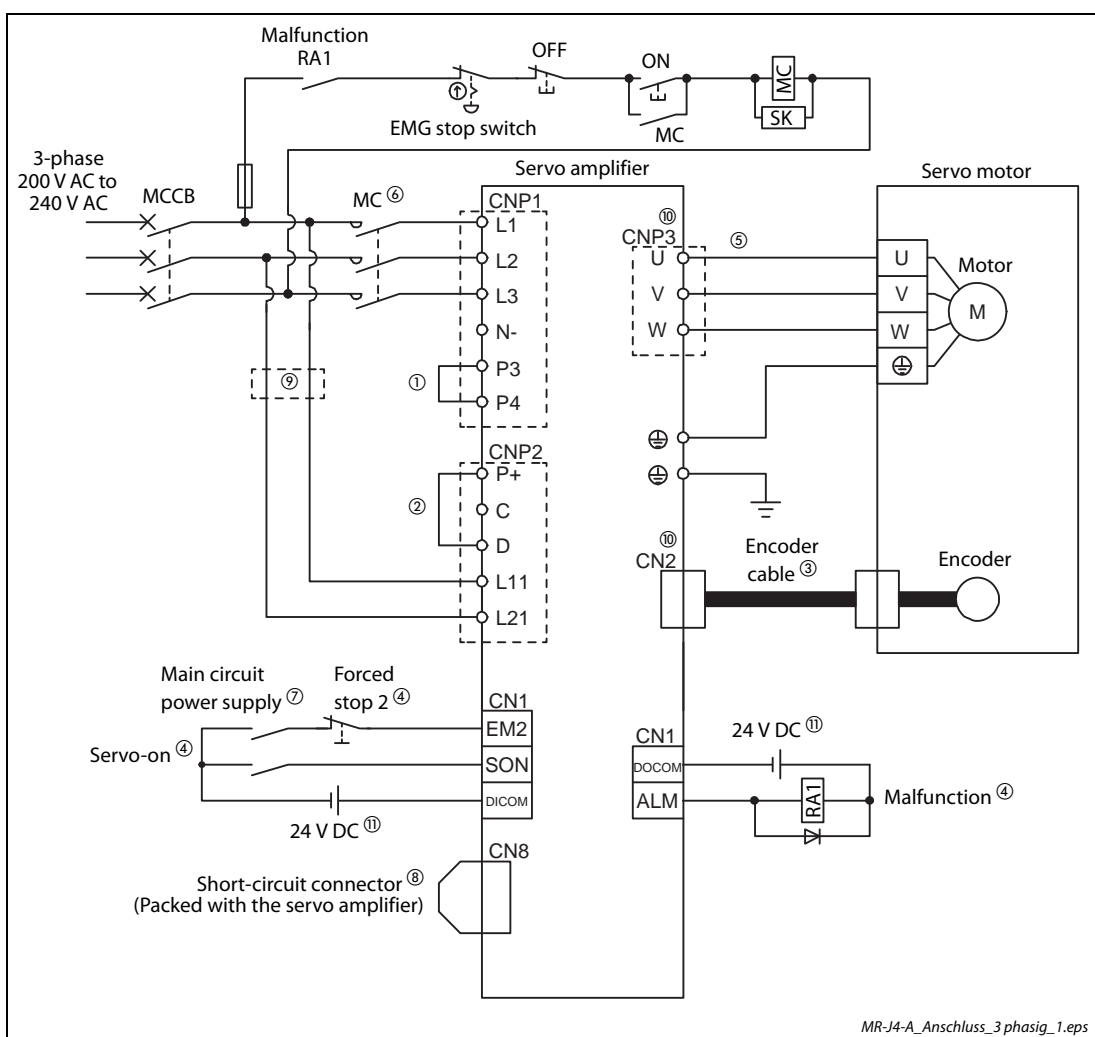 Malfunction
RA1
OFF
ON
MC
SK
EMG stop switch
MC
3-phase
200 V AC to
240 V AC
MCCB
MC ⑥
Servo amplifier
Servo motor
CNP1
L1
L2
L3
N-
P3
P4
①
⑨
⑩
CNP3
U
V
W
⑤
U
V
W
Motor
M
CNP2
P+
C
D
L11
L21
②
⑩
CN2
Encoder
cable ③
Encoder
Main circuit
power supply ⑦
Forced
stop 2 ④
Servo-on ④
CN1
EM2
SON
DICOM
24 V DC ⑪
CN1
DOCOM
ALM
24 V DC ⑪
RA1
Malfunction ④
CN8
Short-circuit connector ⑧
(Packed with the servo amplifier)
MR-J4-A_Anschluss_3 phasig_1.eps